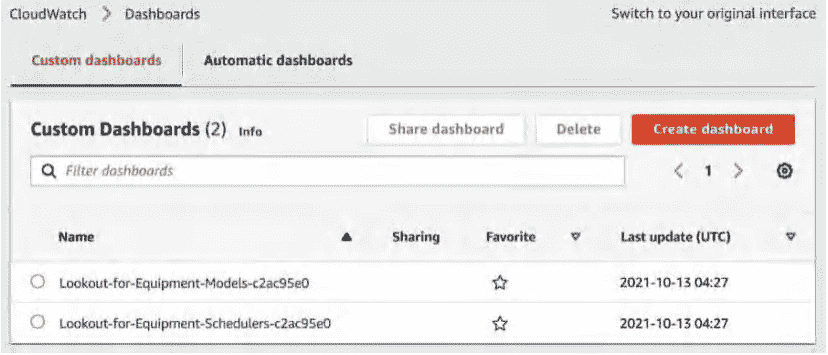 CloudWatch > Dashboards Switch to your original interface
Custom dashboards Automatic dashboards
Custom Dashboards (2) Info Share dashboard Delete Create dashboard
Filter dashboards < 1 >
Name Sharing Favorite Last update (UTC)
Lookout-for-Equipment-Models-c2ac95e0 2021-10-13 04:27
Lookout-for-Equipment-Schedulers-c2ac95e0 2021-10-13 04:27